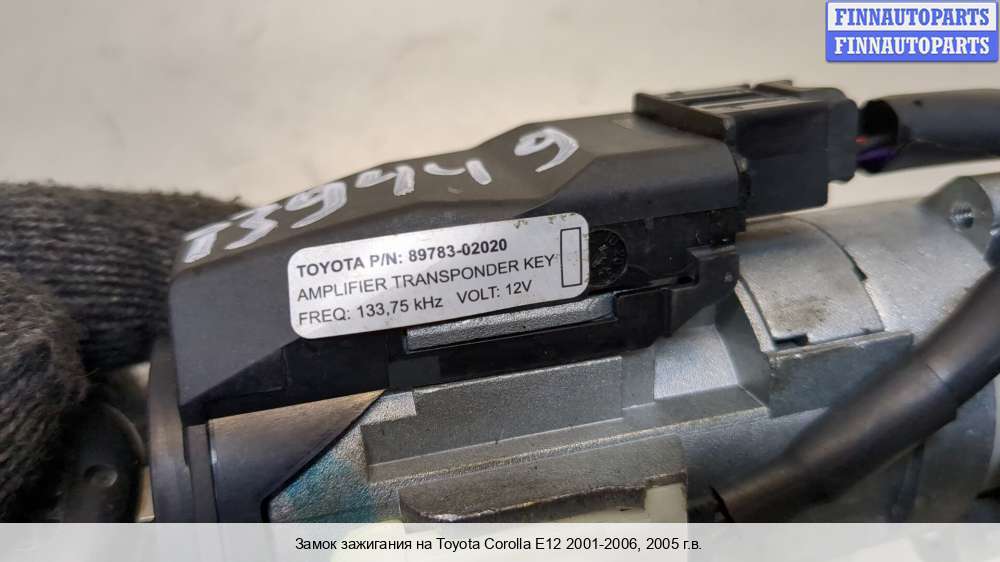 FINNAUTOPARTS
FINNAUTOPARTS
T39449
TOYOTA P/N: 89783-02020
AMPLIFIER TRANSPONDER KEY
FREQ: 133,75 kHz VOLT: 12V
Замок зажигания на Toyota Corolla E12 2001-2006, 2005 г.в.